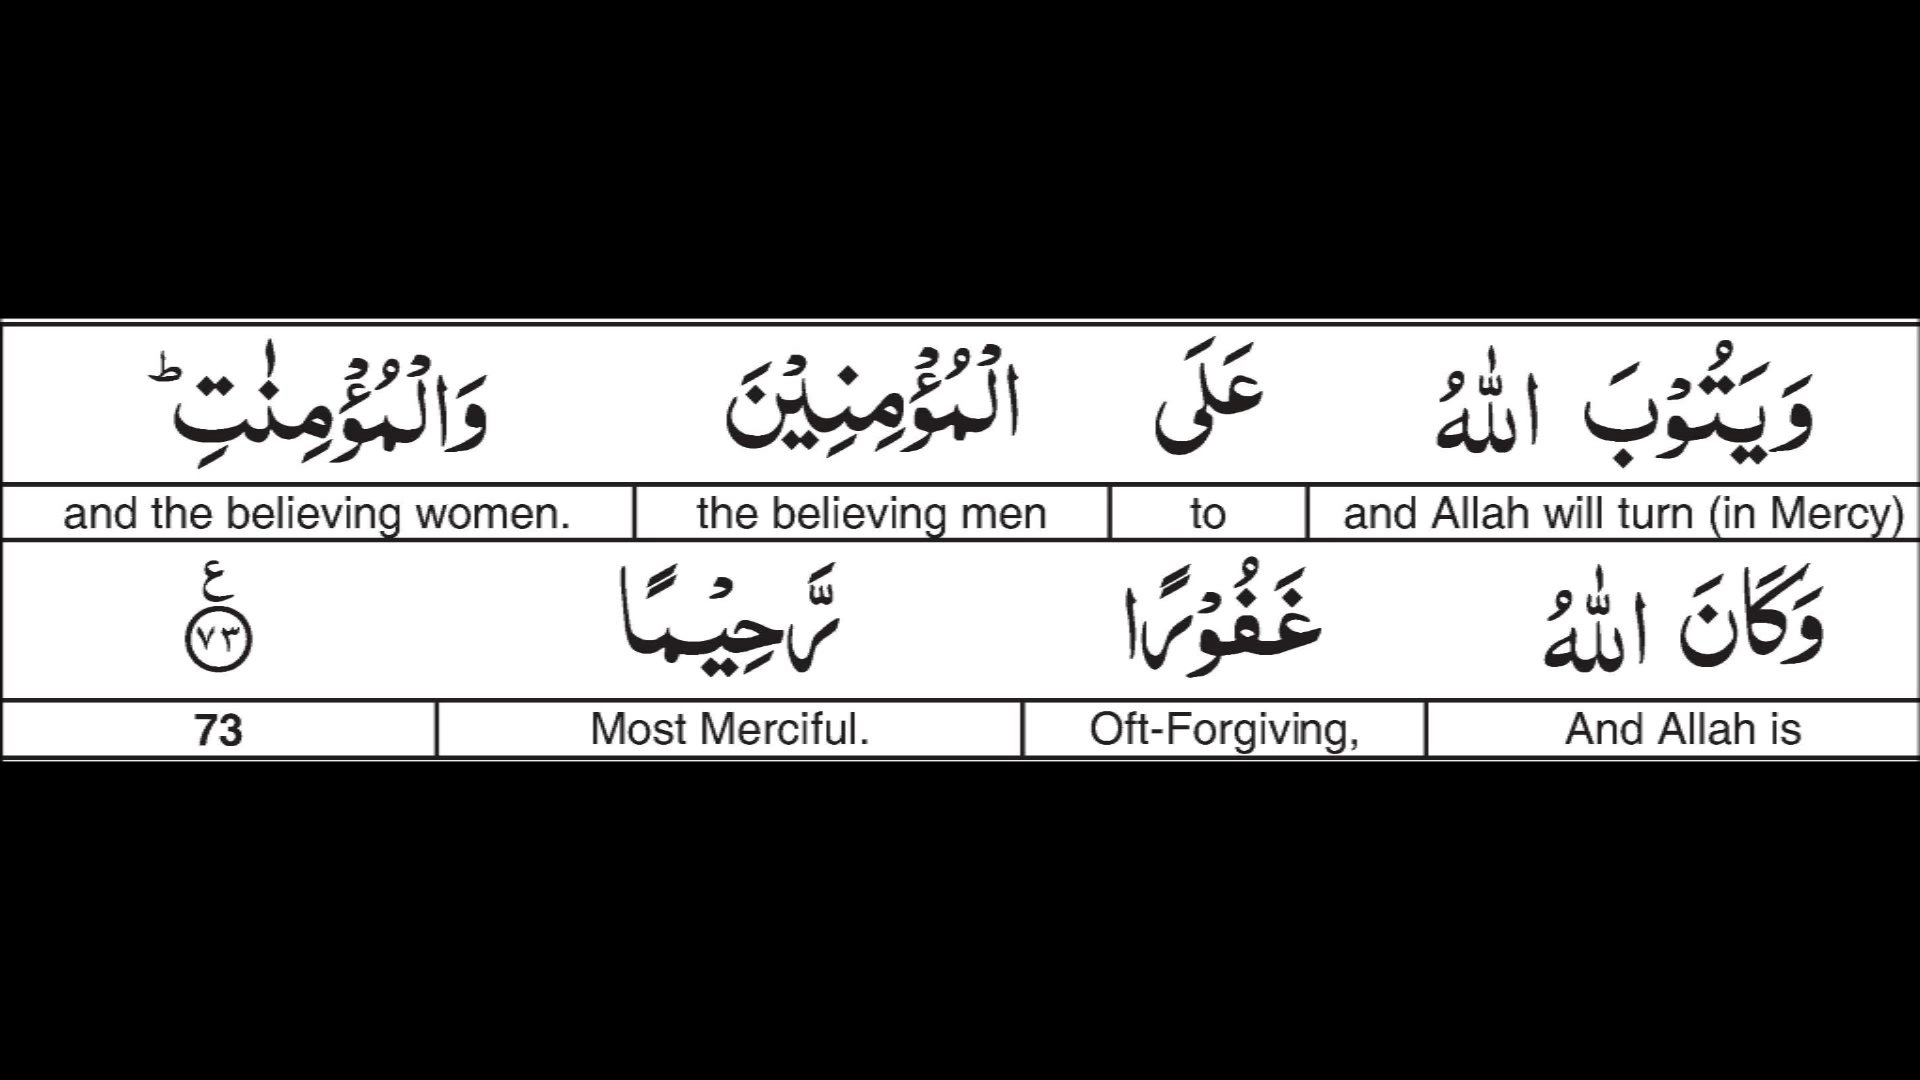 وَيَتُوْبَ اللّٰهُ عَلَى الْمُؤْمِنِيْنَ وَالْمُؤْمِنٰتِ ؕ
and Allah will turn (in Mercy) to the believing men and the believing women.
وَكَانَ اللّٰهُ غَفُوْرًا رَّحِيْمًا ع ٧٣
And Allah is Oft-Forgiving, Most Merciful. 73